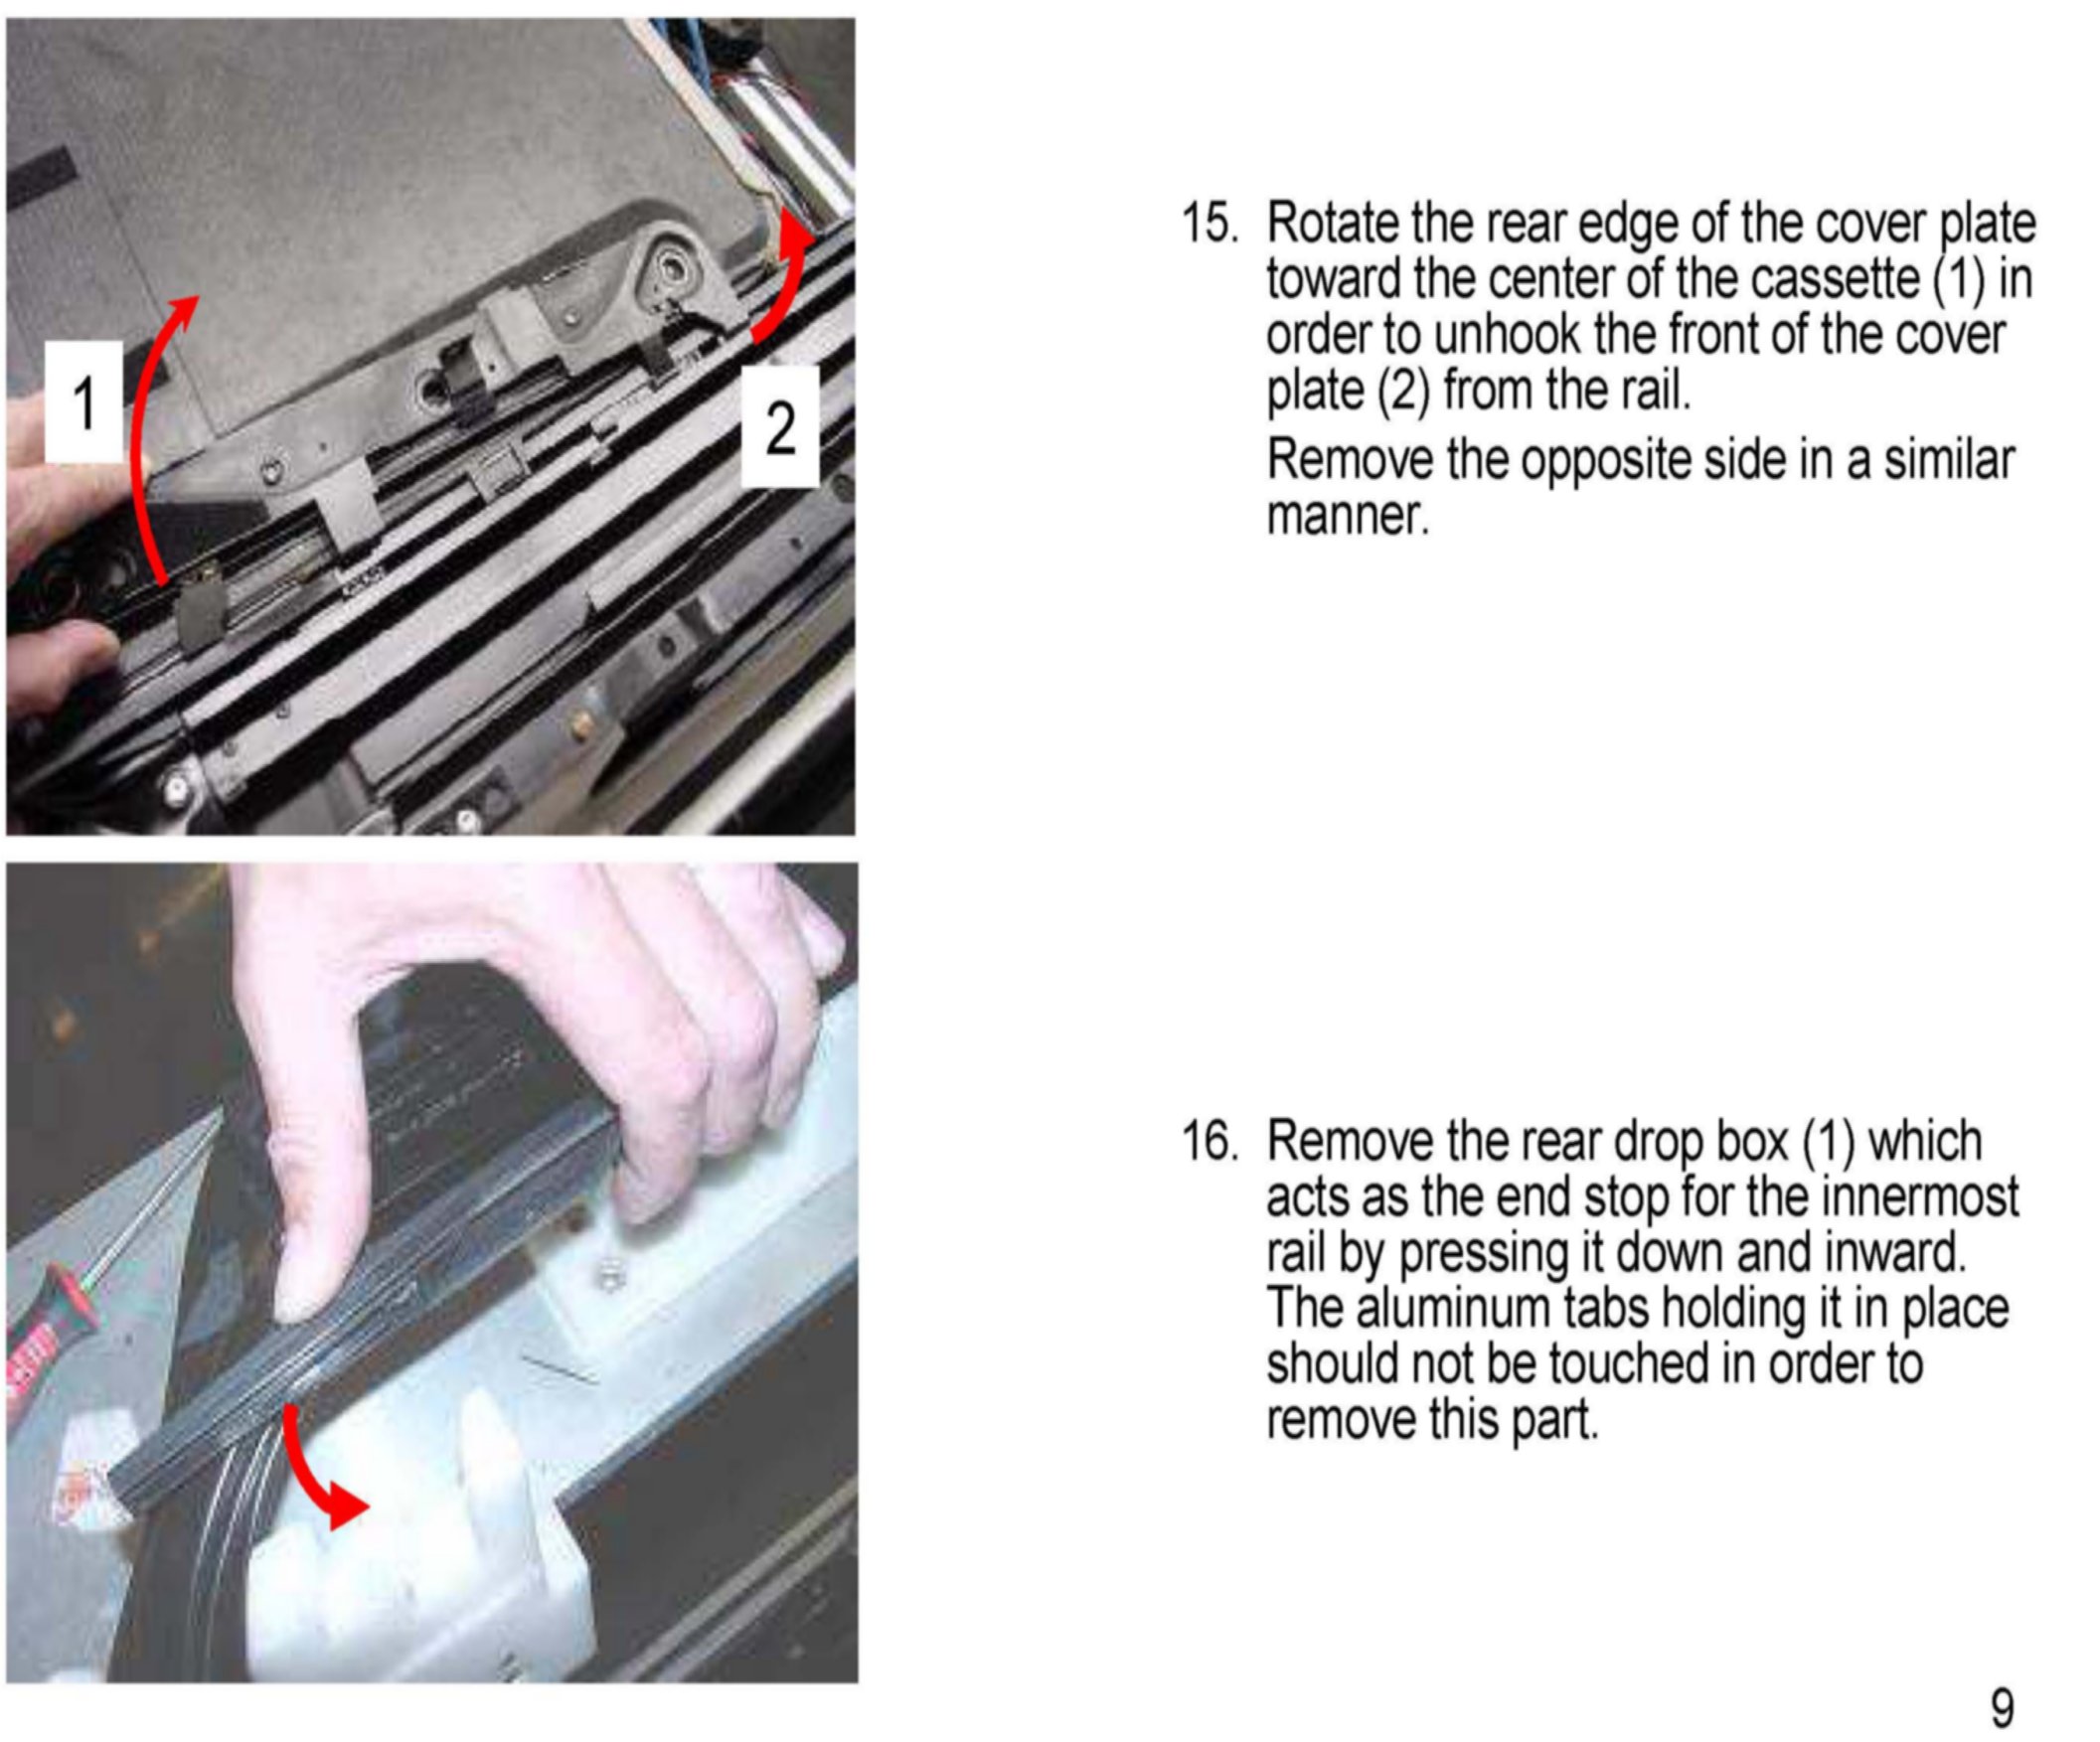 1
2
15. Rotate the rear edge of the cover plate
toward the center of the cassette (1) in
order to unhook the front of the cover
plate (2) from the rail.
Remove the opposite side in a similar
manner.
16. Remove the rear drop box (1) which
acts as the end stop for the innermost
rail by pressing it down and inward.
The aluminum tabs holding it in place
should not be touched in order to
remove this part.
9